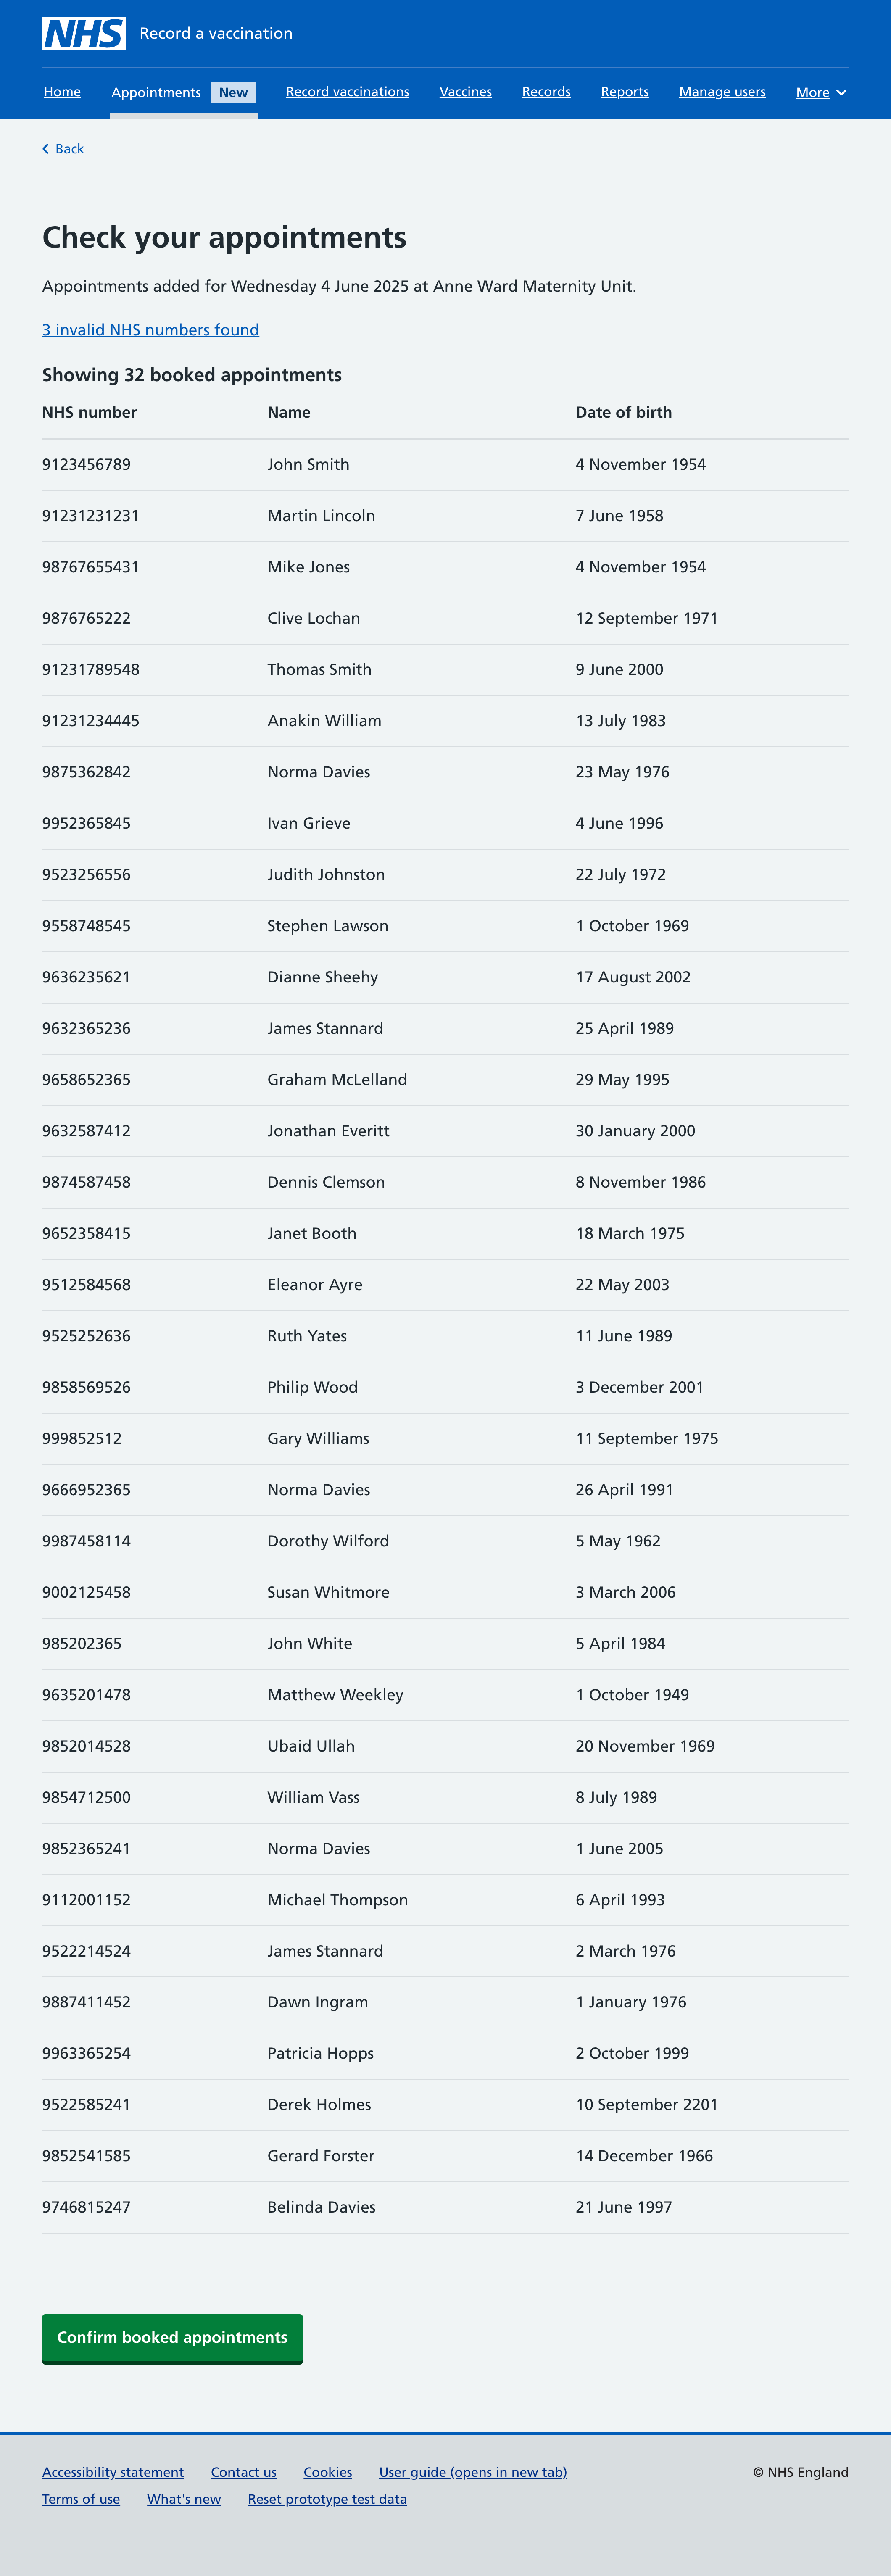 NHS Record a vaccination
Home Appointments New Record vaccinations Vaccines Records Reports Manage users More
Back
Check your appointments
Appointments added for Wednesday 4 June 2025 at Anne Ward Maternity Unit.
3 invalid NHS numbers found
Showing 32 booked appointments
NHS number Name Date of birth
9123456789 John Smith 4 November 1954
91231231231 Martin Lincoln 7 June 1958
98767655431 Mike Jones 4 November 1954
9876765222 Clive Lochan 12 September 1971
91231789548 Thomas Smith 9 June 2000
91231234445 Anakin William 13 July 1983
9875362842 Norma Davies 23 May 1976
9952365845 Ivan Grieve 4 June 1996
9523256556 Judith Johnston 22 July 1972
9558748545 Stephen Lawson 1 October 1969
9636235621 Dianne Sheehy 17 August 2002
9632365236 James Stannard 25 April 1989
9658652365 Graham McLelland 29 May 1995
9632587412 Jonathan Everitt 30 January 2000
9874587458 Dennis Clemson 8 November 1986
9652358415 Janet Booth 18 March 1975
9512584568 Eleanor Ayre 22 May 2003
9525252636 Ruth Yates 11 June 1989
9858569526 Philip Wood 3 December 2001
999852512 Gary Williams 11 September 1975
9666952365 Norma Davies 26 April 1991
9987458114 Dorothy Wilford 5 May 1962
9002125458 Susan Whitmore 3 March 2006
985202365 John White 5 April 1984
9635201478 Matthew Weekley 1 October 1949
9852014528 Ubaid Ullah 20 November 1969
9854712500 William Vass 8 July 1989
9852365241 Norma Davies 1 June 2005
9112001152 Michael Thompson 6 April 1993
9522214524 James Stannard 2 March 1976
9887411452 Dawn Ingram 1 January 1976
9963365254 Patricia Hopps 2 October 1999
9522585241 Derek Holmes 10 September 2201
9852541585 Gerard Forster 14 December 1966
9746815247 Belinda Davies 21 June 1997
Confirm booked appointments
Accessibility statement Contact us Cookies User guide (opens in new tab) © NHS England
Terms of use What's new Reset prototype test data